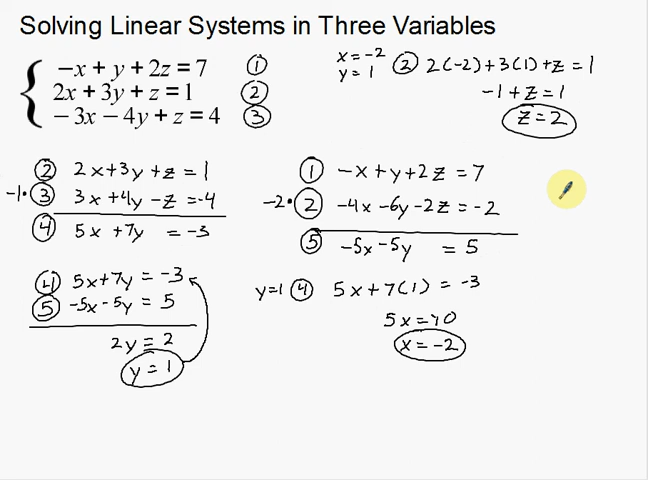 Solving Linear Systems in Three Variables
−x + y + 2z = 7 ①
2x + 3y + z = 1 ②
−3x − 4y + z = 4 ③
x = −2
y = 1
② 2(−2) + 3(1) + z = 1
−1 + z = 1
z = 2
② 2x + 3y + z = 1
−1· ③ 3x + 4y − z = −4
④ 5x + 7y = −3
① −x + y + 2z = 7
−2· ② −4x − 6y − 2z = −2
⑤ −5x − 5y = 5
④ 5x + 7y = −3
⑤ −5x − 5y = 5
2y = 2
y = 1
y = 1 ④ 5x + 7(1) = −3
5x = −10
x = −2